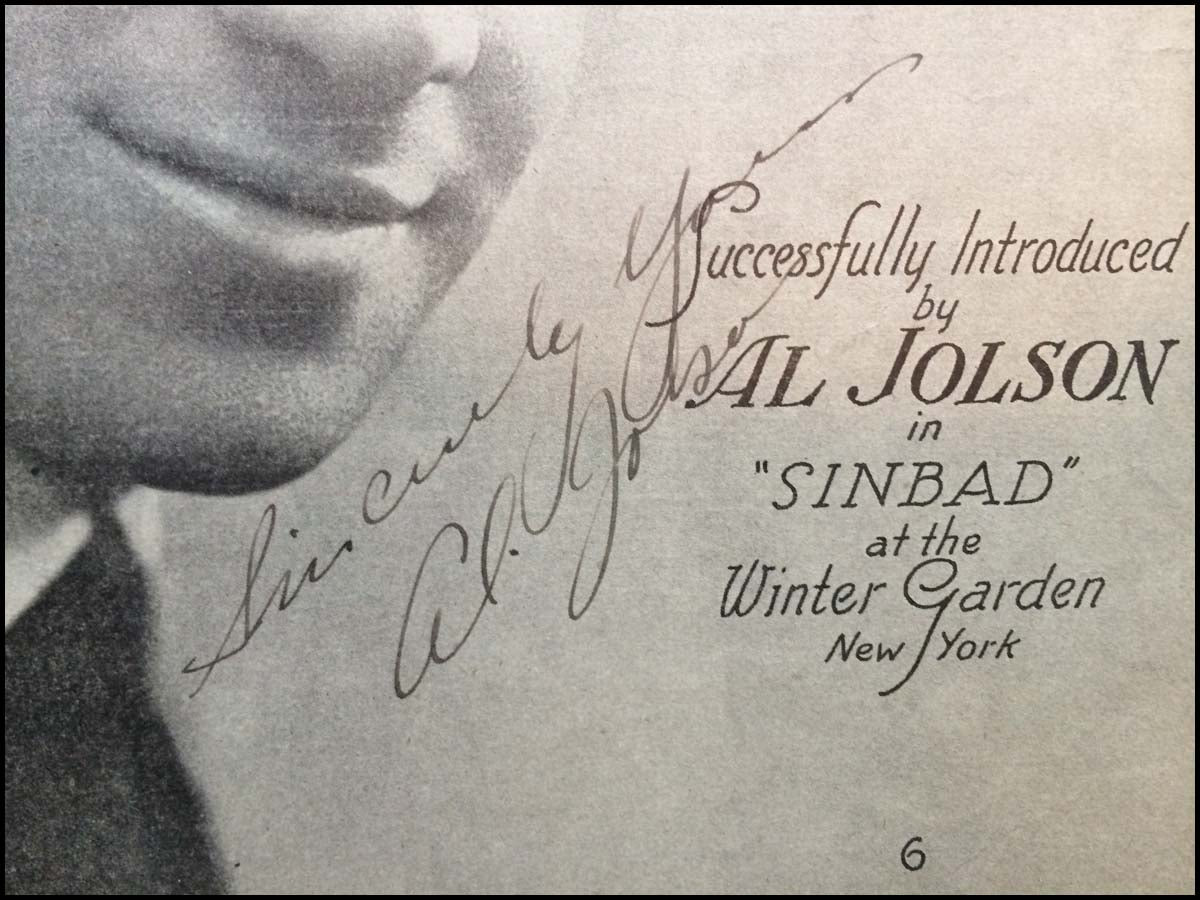 Sincerely Yours
Al. Jolson
Successfully Introduced
by
AL JOLSON
in
"SINBAD"
at the
Winter Garden
New York
6